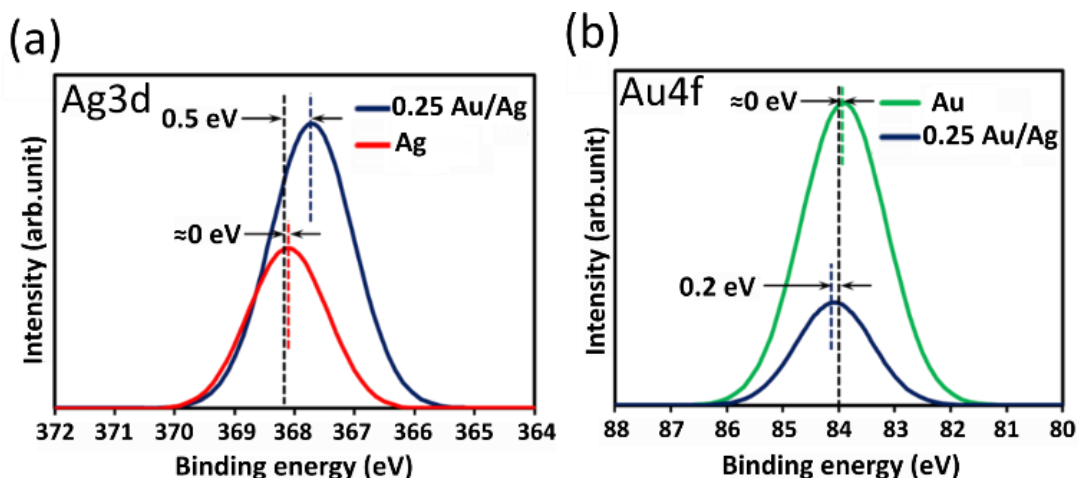 (a)
Ag3d
0.5 eV
0.25 Au/Ag
Ag
≈0 eV
Intensity (arb.unit)
372 371 370 369 368 367 366 365 364
Binding energy (eV)
(b)
Au4f
≈0 eV
Au
0.25 Au/Ag
0.2 eV
Intensity (arb.unit)
88 87 86 85 84 83 82 81 80
Binding energy (eV)